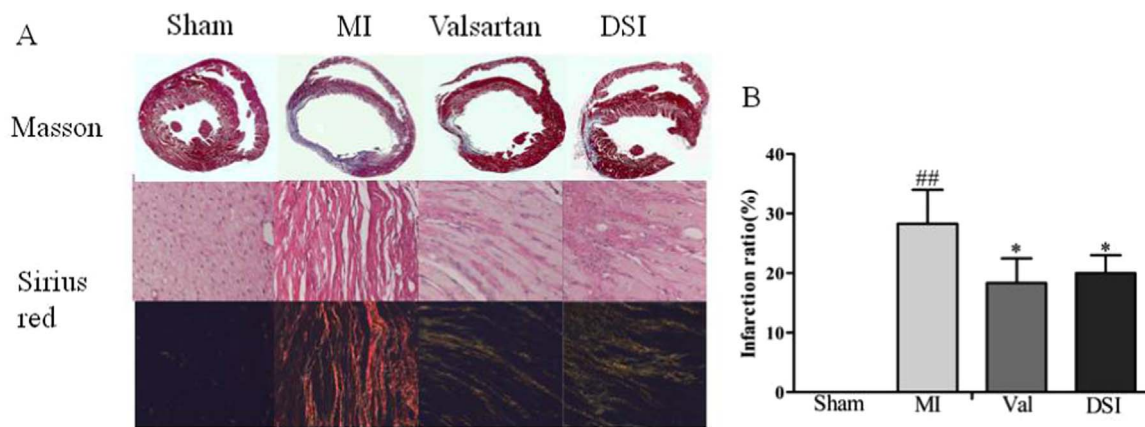 A
Sham MI Valsartan DSI
Masson
Sirius
red
B
Infarction ratio(%)
40
30
20
10
0
##
*
*
Sham MI Val DSI